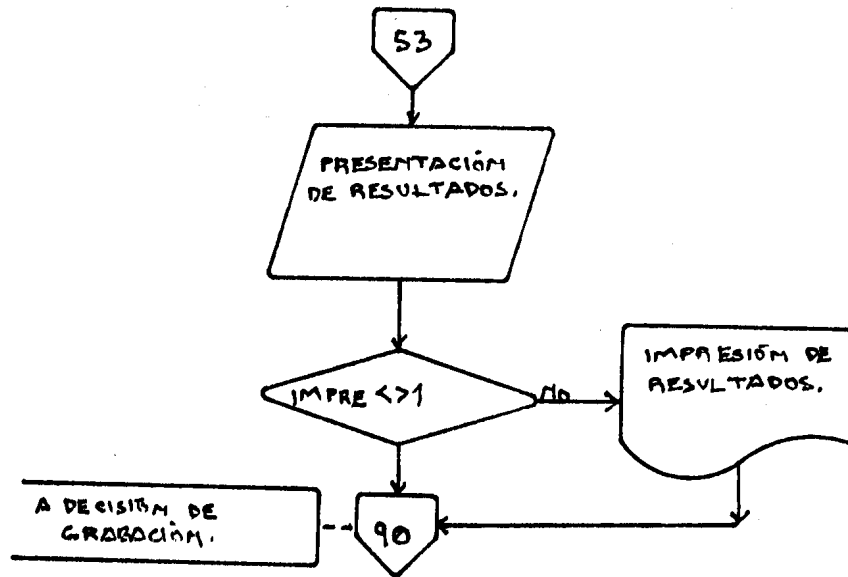 53
PRESENTACIÓN
DE RESULTADOS.
IMPRE <>1
NO
IMPRESIÓN DE
RESULTADOS.
A DECISIÓN DE
GRABACIÓN.
90